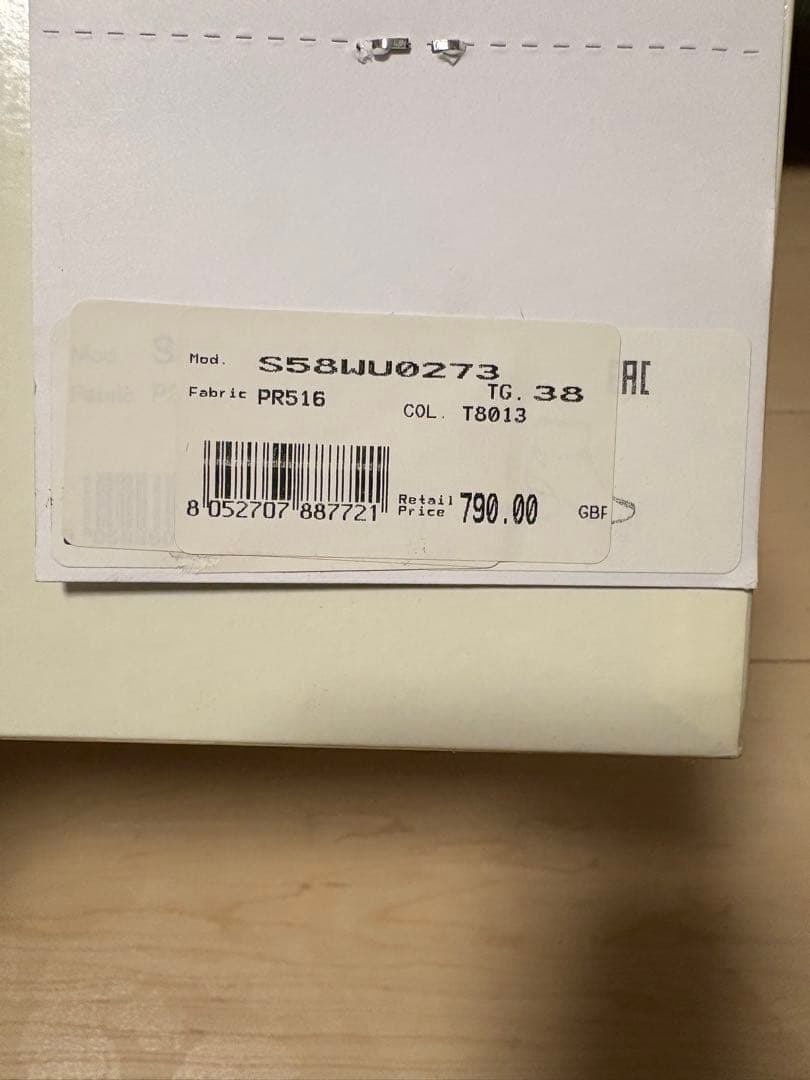 Mod. S58WU0273
Fabric PR516 TG. 38
COL. T8013
8 052707 887721
Retail Price 790.00 GBP
EAC